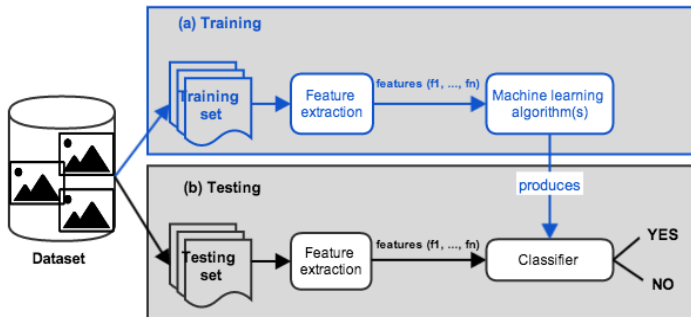 (a) Training
Training
set
Feature
extraction
features (f1, ..., fn)
Machine learning
algorithm(s)
produces
Dataset
(b) Testing
Testing
set
Feature
extraction
features (f1, ..., fn)
Classifier
YES
NO